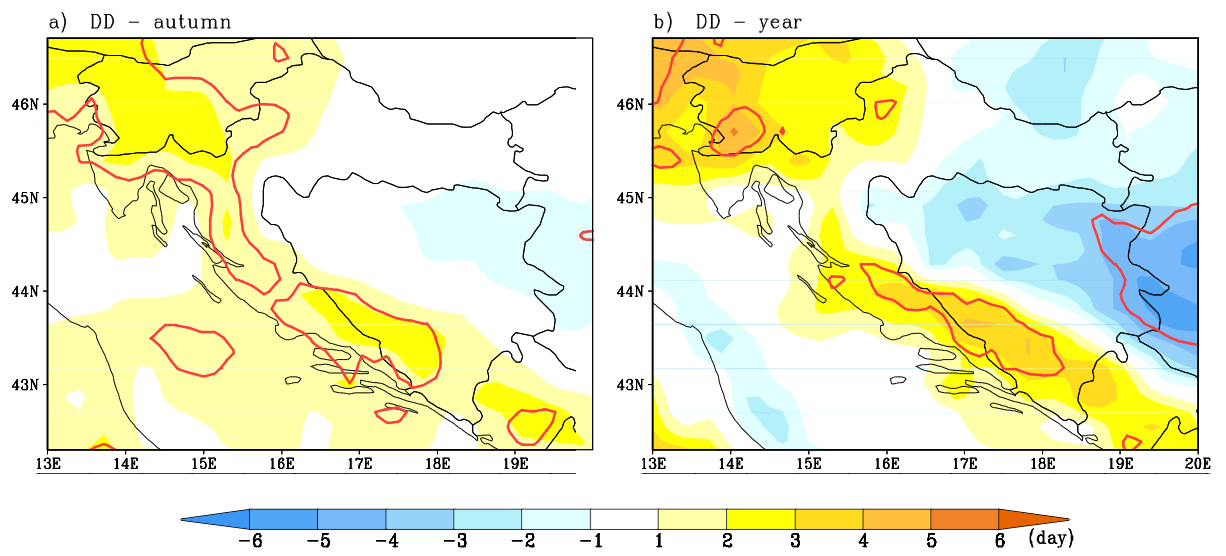 a) DD – autumn
b) DD – year
46N
45N
44N
43N
13E 14E 15E 16E 17E 18E 19E
46N
45N
44N
43N
13E 14E 15E 16E 17E 18E 19E 20E
-6 -5 -4 -3 -2 -1 1 2 3 4 5 6 (day)